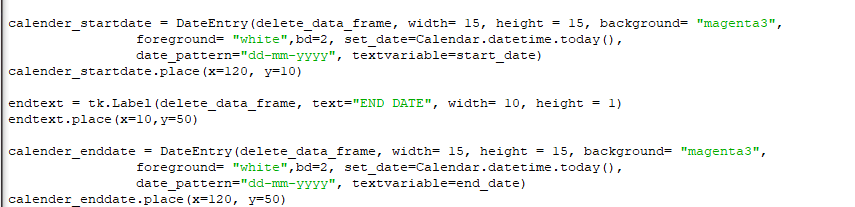 calender_startdate = DateEntry(delete_data_frame, width= 15, height = 15, background= "magenta3",
                foreground= "white",bd=2, set_date=Calendar.datetime.today(),
                date_pattern="dd-mm-yyyy", textvariable=start_date)
calender_startdate.place(x=120, y=10)

endtext = tk.Label(delete_data_frame, text="END DATE", width= 10, height = 1)
endtext.place(x=10,y=50)

calender_enddate = DateEntry(delete_data_frame, width= 15, height = 15, background= "magenta3",
                foreground= "white",bd=2, set_date=Calendar.datetime.today(),
                date_pattern="dd-mm-yyyy", textvariable=end_date)
calender_enddate.place(x=120, y=50)